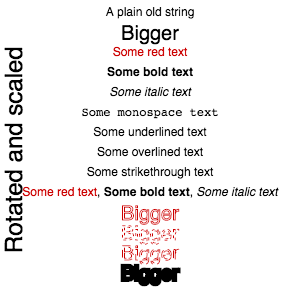 A plain old string
Bigger
Some red text
Some bold text
Some italic text
Some monospace text
Some underlined text
Some overlined text
Some strikethrough text
Some red text, Some bold text, Some italic text
Bigger
Bigger
Bigger
Bigger
Rotated and scaled